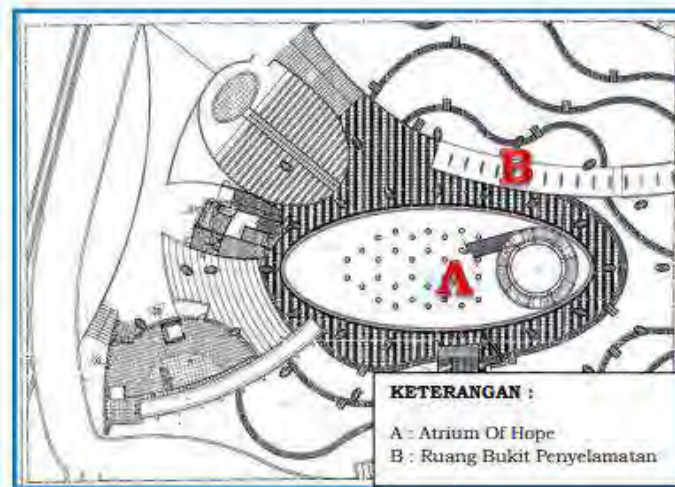 B
A
KETERANGAN :
A : Atrium Of Hope
B : Ruang Bukit Penyelamatan